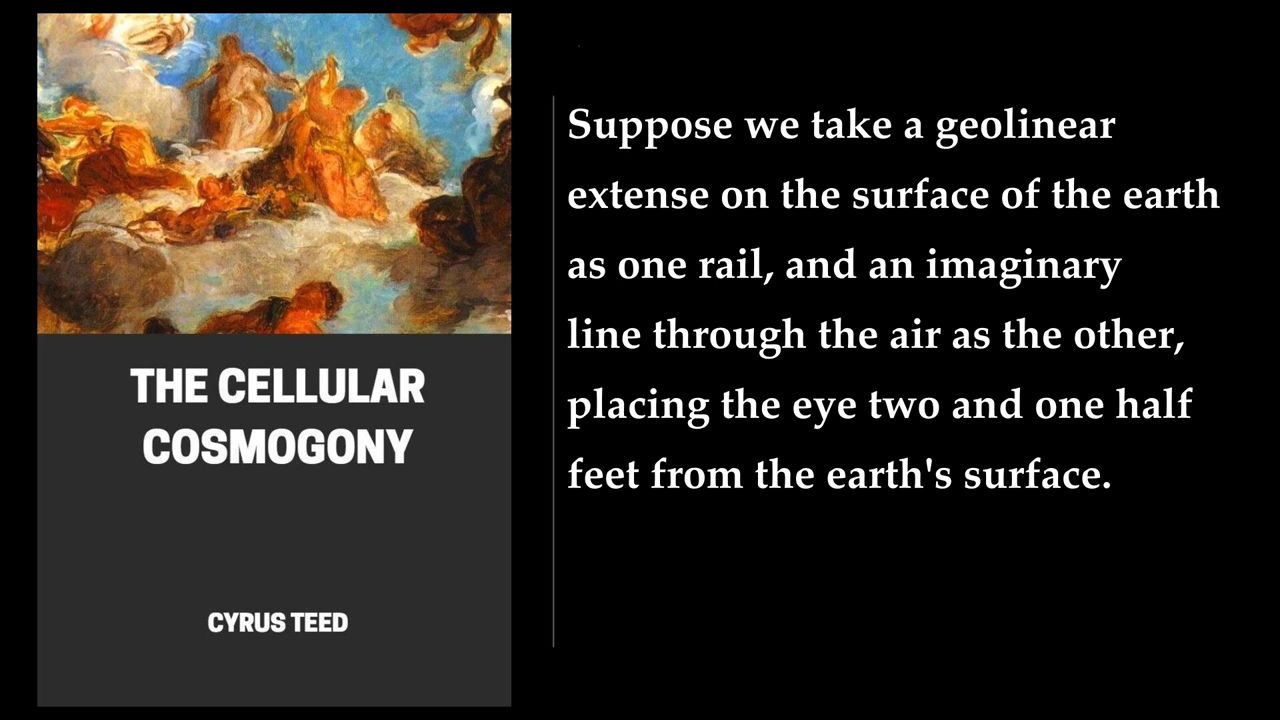 THE CELLULAR
COSMOGONY
CYRUS TEED
Suppose we take a geolinear
extense on the surface of the earth
as one rail, and an imaginary
line through the air as the other,
placing the eye two and one half
feet from the earth's surface.